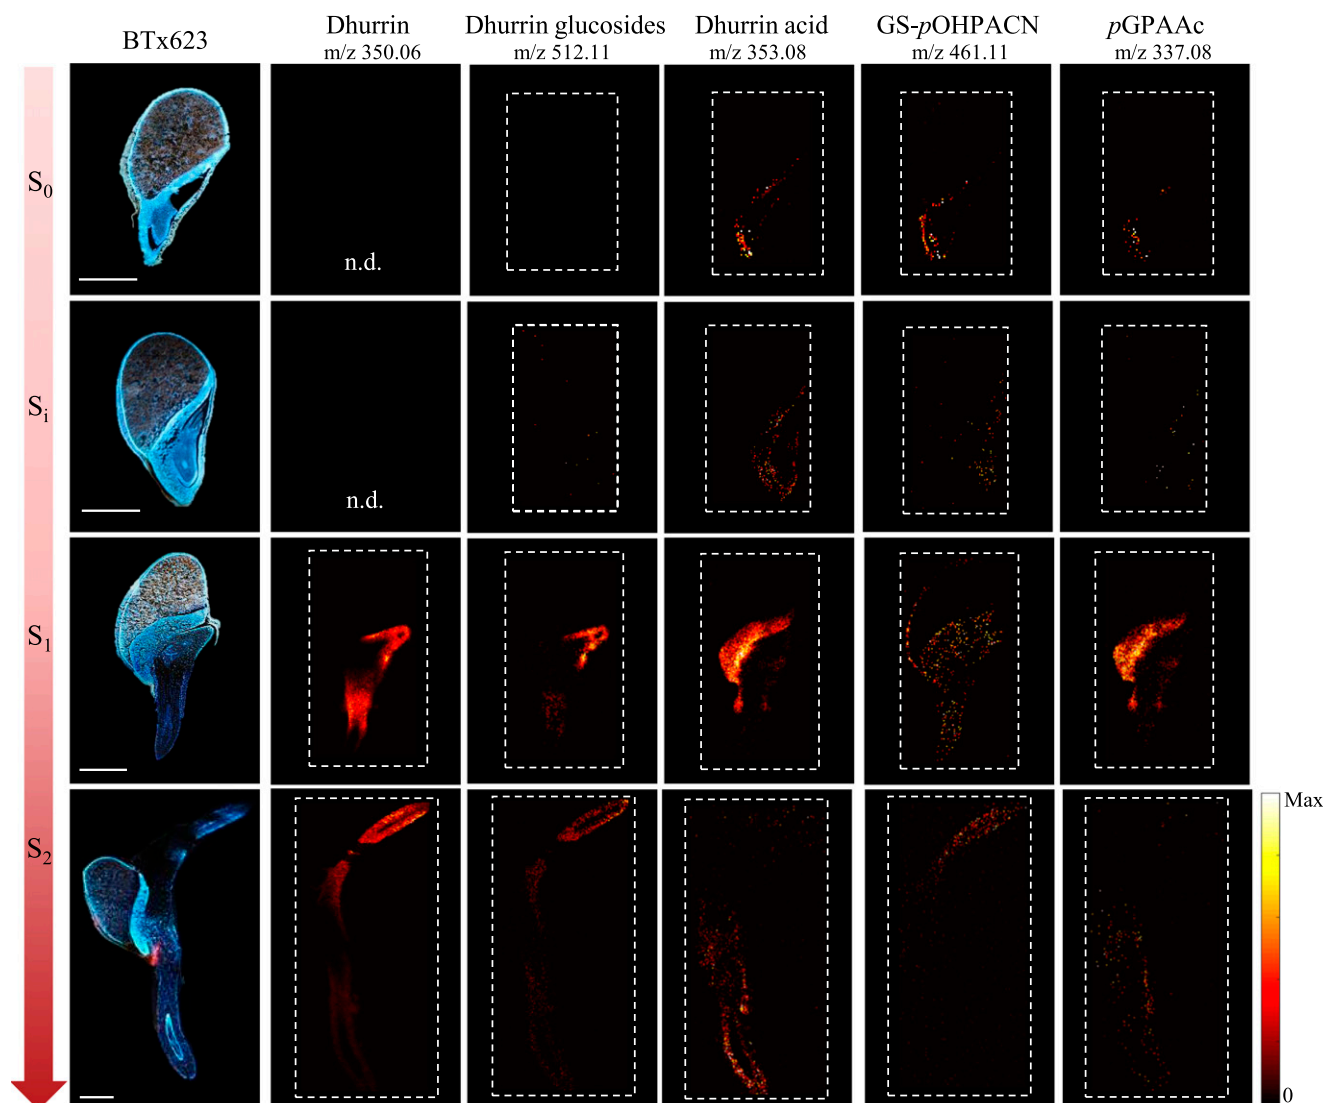 BTx623
Dhurrin
m/z 350.06
Dhurrin glucosides
m/z 512.11
Dhurrin acid
m/z 353.08
GS-pOHPACN
m/z 461.11
pGPAAc
m/z 337.08
S₀
n.d.
Sᵢ
n.d.
S₁
S₂
Max
0